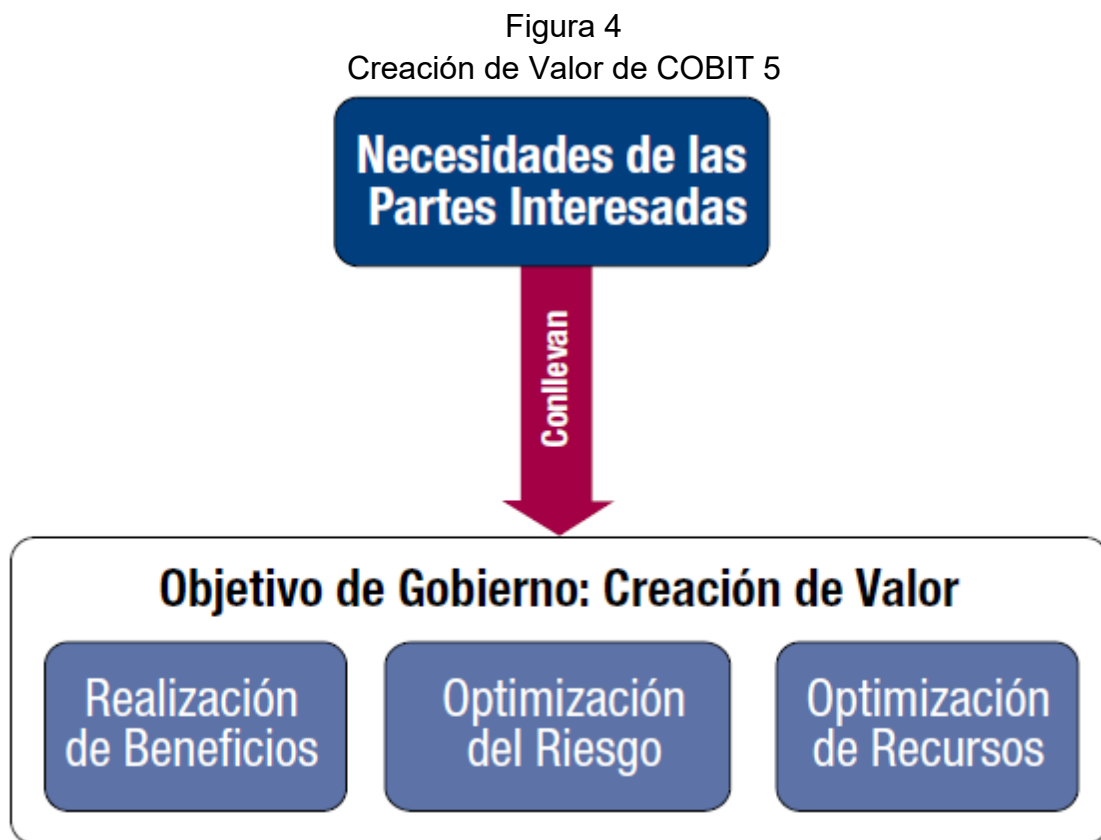 Figura 4
Creación de Valor de COBIT 5
Necesidades de las
Partes Interesadas
Conllevan
Objetivo de Gobierno: Creación de Valor
Realización
de Beneficios
Optimización
del Riesgo
Optimización
de Recursos